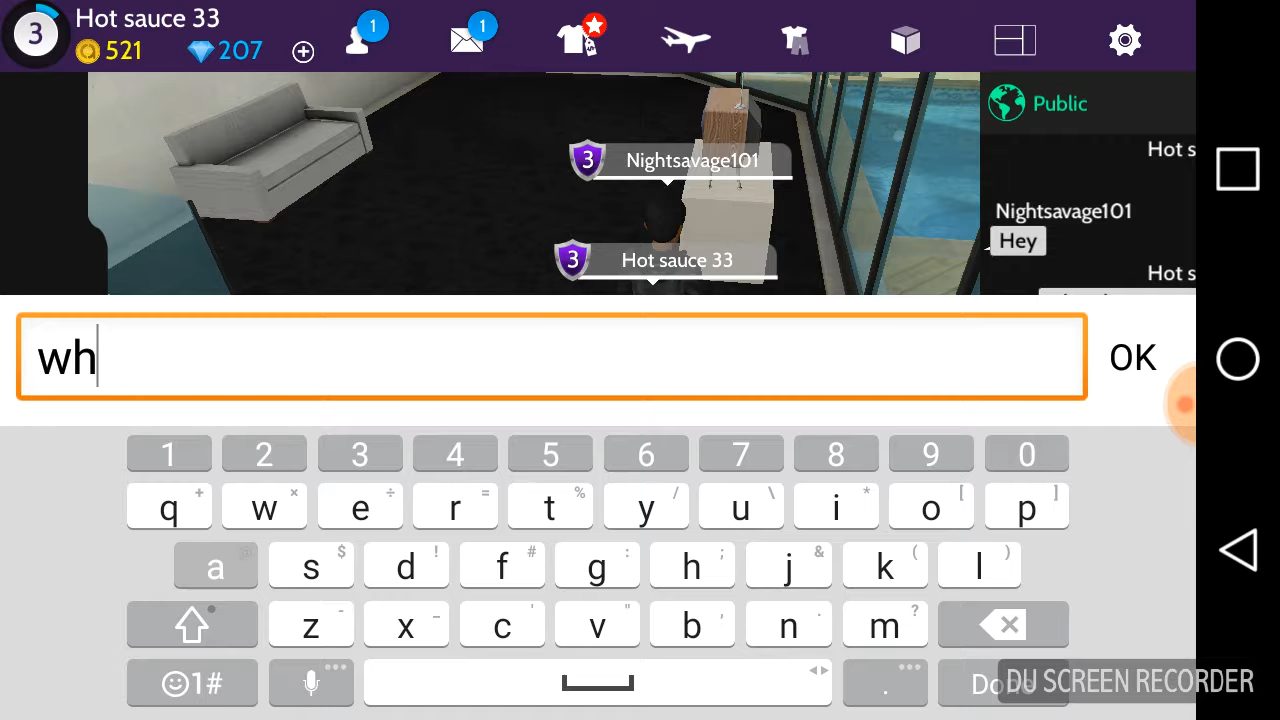 3 Hot sauce 33
521 207 1 1
Public
Hot s
3 Nightsavage101
Nightsavage101
Hey
3 Hot sauce 33
Hot s
wh
OK
1 2 3 4 5 6 7 8 9 0
q + w × e ÷ r = t % y / u \ i * o [ p ]
a s $ d ! f # g : h ; j & k ( l )
z - x _ c ' v " b , n . m ?
1# . Done
DU SCREEN RECORDER